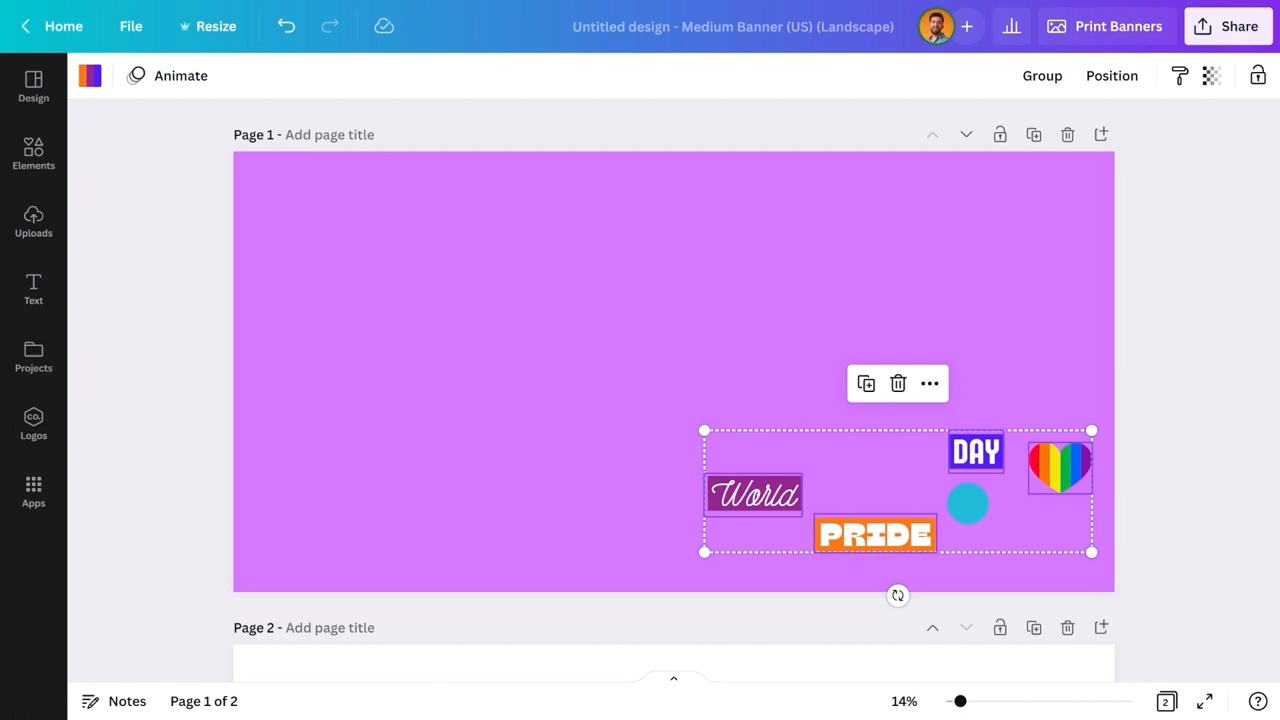 Home File Resize Untitled design - Medium Banner (US) (Landscape) + Print Banners Share
Animate Group Position
Design
Elements
Uploads
Text
Projects
CO.
Logos
Apps
Page 1 - Add page title
DAY
World
PRIDE
Page 2 - Add page title
Notes Page 1 of 2 14% 2 ?